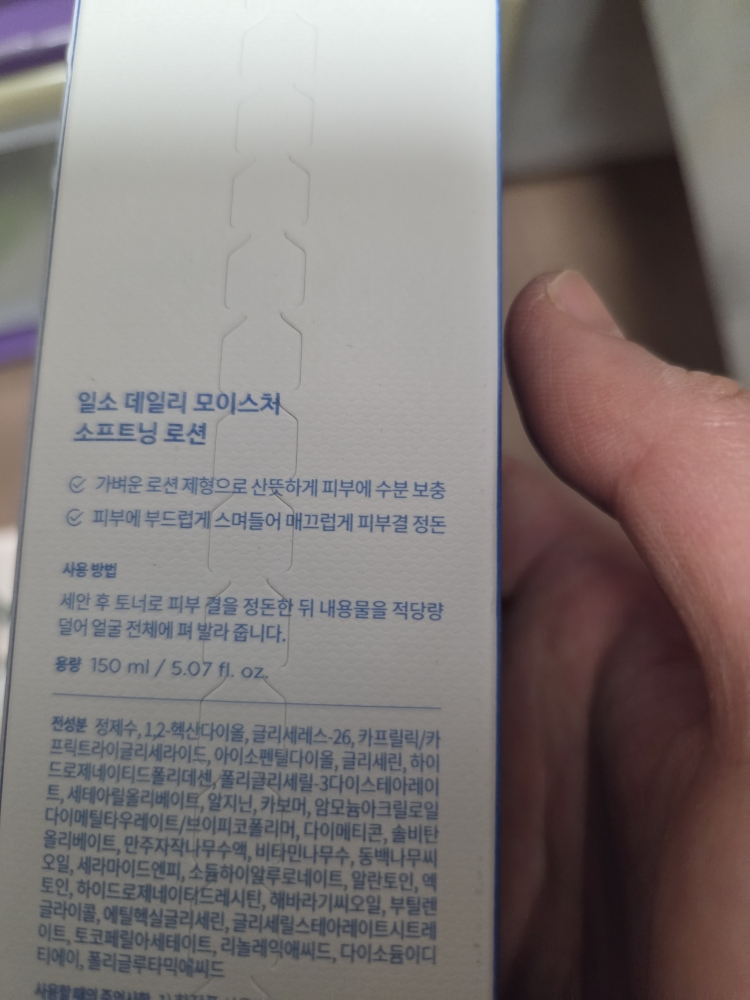 일소 데일리 모이스처
소프트닝 로션
가벼운 로션 제형으로 산뜻하게 피부에 수분 보충
피부에 부드럽게 스며들어 매끄럽게 피부결 정돈
사용 방법
세안 후 토너로 피부 결을 정돈한 뒤 내용물을 적당량
덜어 얼굴 전체에 펴 발라 줍니다.
용량 150 ml / 5.07 fl. oz.
전성분 정제수, 1,2-헥산다이올, 글리세레스-26, 카프릴릭/카
프릭트라이글리세라이드, 아이소펜틸다이올, 글리세린, 하이
드로제네이티드폴리데센, 폴리글리세릴-3다이스테아레이
트, 세테아릴올리베이트, 알지닌, 카보머, 암모늄아크릴로일
다이메틸타우레이트/브이피코폴리머, 다이메티콘, 솔비탄
올리베이트, 만주자작나무수액, 비타민나무수, 동백나무씨
오일, 세라마이드엔피, 소듐하이알루로네이트, 알란토인, 엑
토인, 하이드로제네이티드레시틴, 해바라기씨오일, 부틸렌
글라이콜, 에틸헥실글리세린, 글리세릴스테아레이트시트레
이트, 토코페릴아세테이트, 리놀레익애씨드, 다이소듐이디
티에이, 폴리글루타믹애씨드
사용할 때의 주의사항